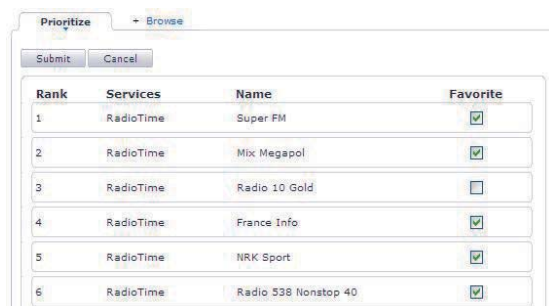 Prioritize + Browse
Submit Cancel
Rank Services Name Favorite
1 RadioTime Super FM
2 RadioTime Mix Megapol
3 RadioTime Radio 10 Gold
4 RadioTime France Info
5 RadioTime NRK Sport
6 RadioTime Radio 538 Nonstop 40